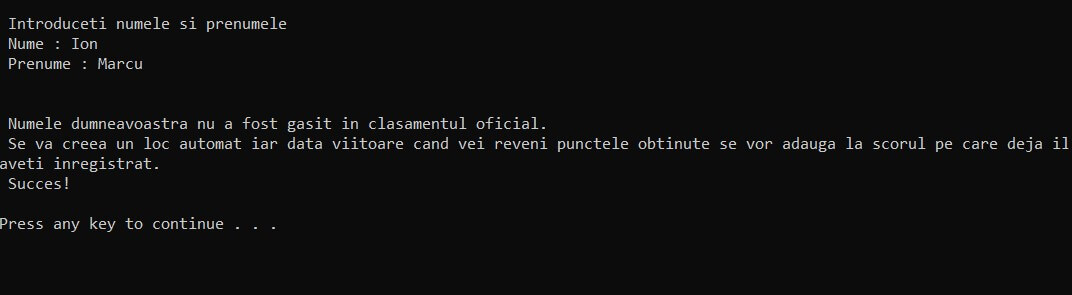 Introduceti numele si prenumele
Nume : Ion
Prenume : Marcu
Numele dumneavoastra nu a fost gasit in clasamentul oficial.
Se va creea un loc automat iar data viitoare cand vei reveni punctele obtinute se vor adauga la scorul pe care deja il
aveti inregistrat.
Succes!
Press any key to continue . . .